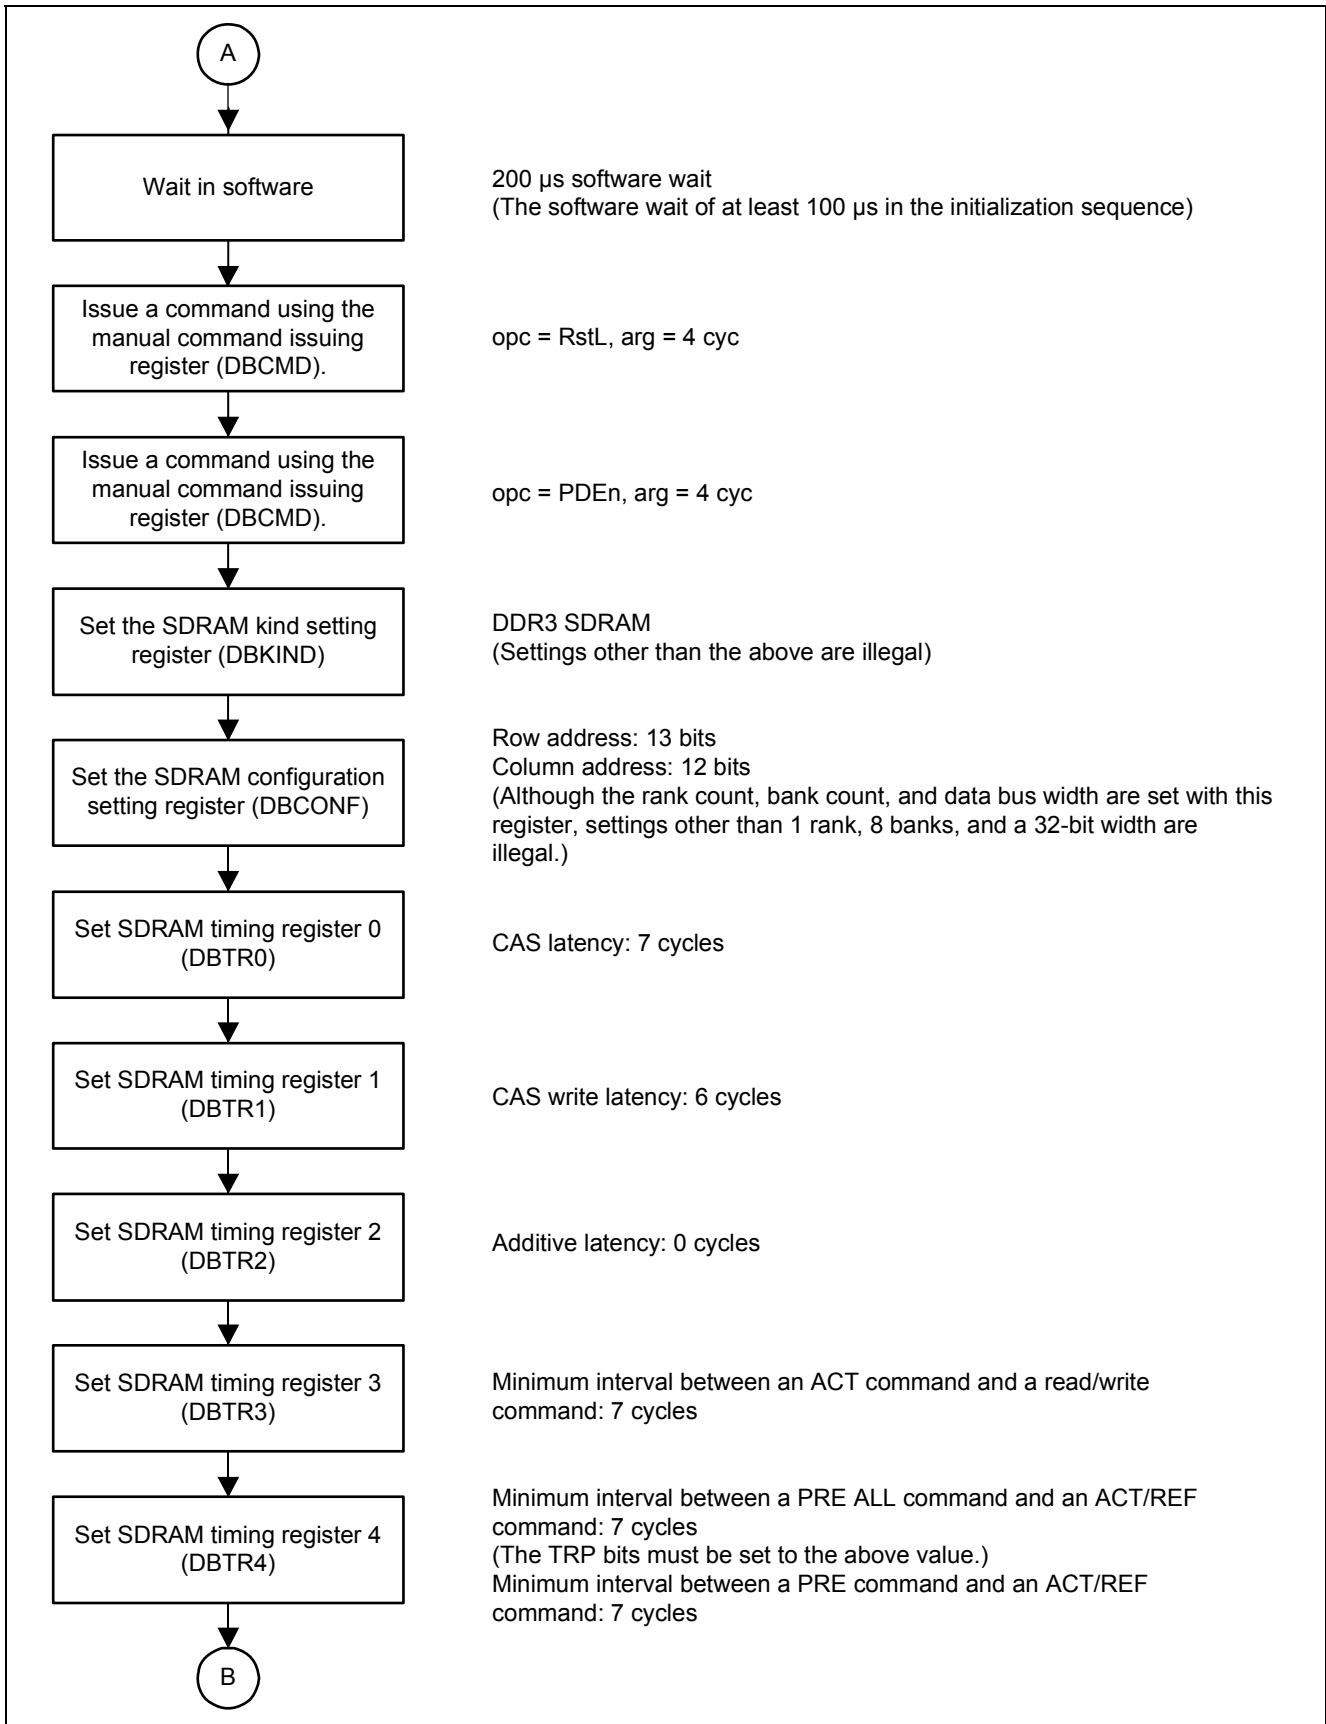 A
Wait in software
200 µs software wait
(The software wait of at least 100 µs in the initialization sequence)
Issue a command using the
manual command issuing
register (DBCMD).
opc = RstL, arg = 4 cyc
Issue a command using the
manual command issuing
register (DBCMD).
opc = PDEn, arg = 4 cyc
Set the SDRAM kind setting
register (DBKIND)
DDR3 SDRAM
(Settings other than the above are illegal)
Set the SDRAM configuration
setting register (DBCONF)
Row address: 13 bits
Column address: 12 bits
(Although the rank count, bank count, and data bus width are set with this
register, settings other than 1 rank, 8 banks, and a 32-bit width are
illegal.)
Set SDRAM timing register 0
(DBTR0)
CAS latency: 7 cycles
Set SDRAM timing register 1
(DBTR1)
CAS write latency: 6 cycles
Set SDRAM timing register 2
(DBTR2)
Additive latency: 0 cycles
Set SDRAM timing register 3
(DBTR3)
Minimum interval between an ACT command and a read/write
command: 7 cycles
Set SDRAM timing register 4
(DBTR4)
Minimum interval between a PRE ALL command and an ACT/REF
command: 7 cycles
(The TRP bits must be set to the above value.)
Minimum interval between a PRE command and an ACT/REF
command: 7 cycles
B